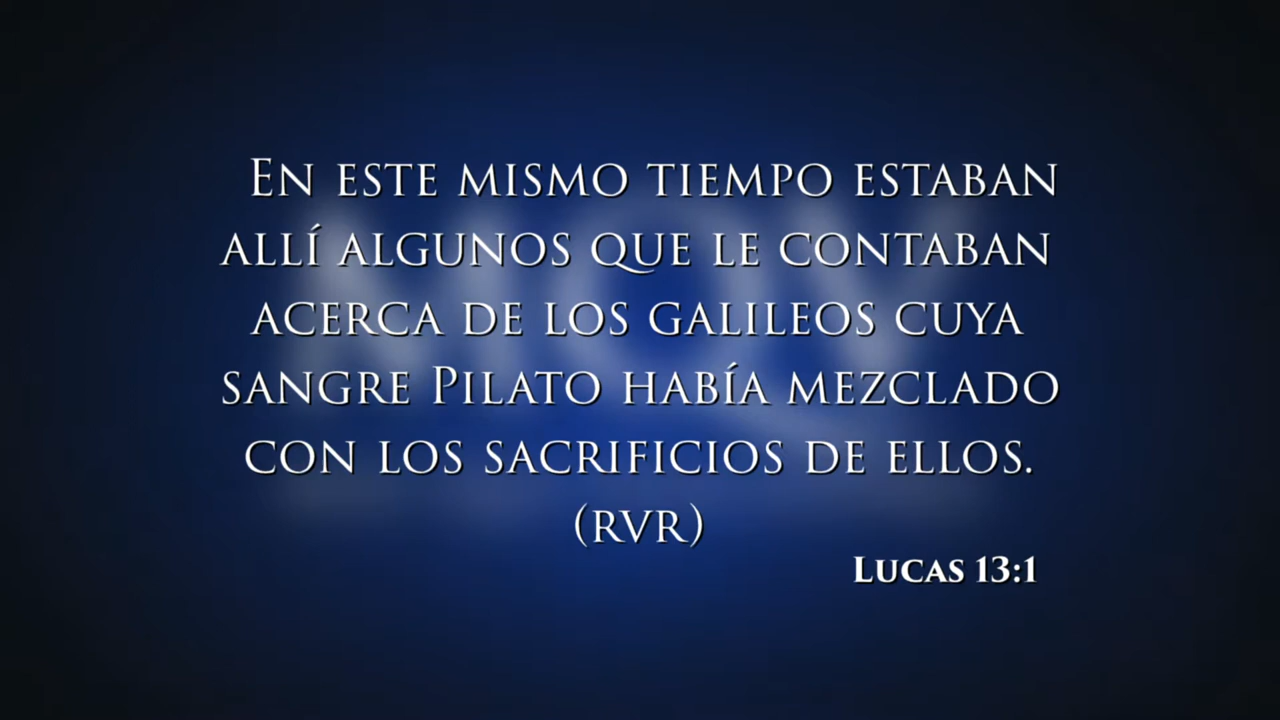 En este mismo tiempo estaban
allí algunos que le contaban
acerca de los galileos cuya
sangre Pilato había mezclado
con los sacrificios de ellos.
(rvr)
Lucas 13:1